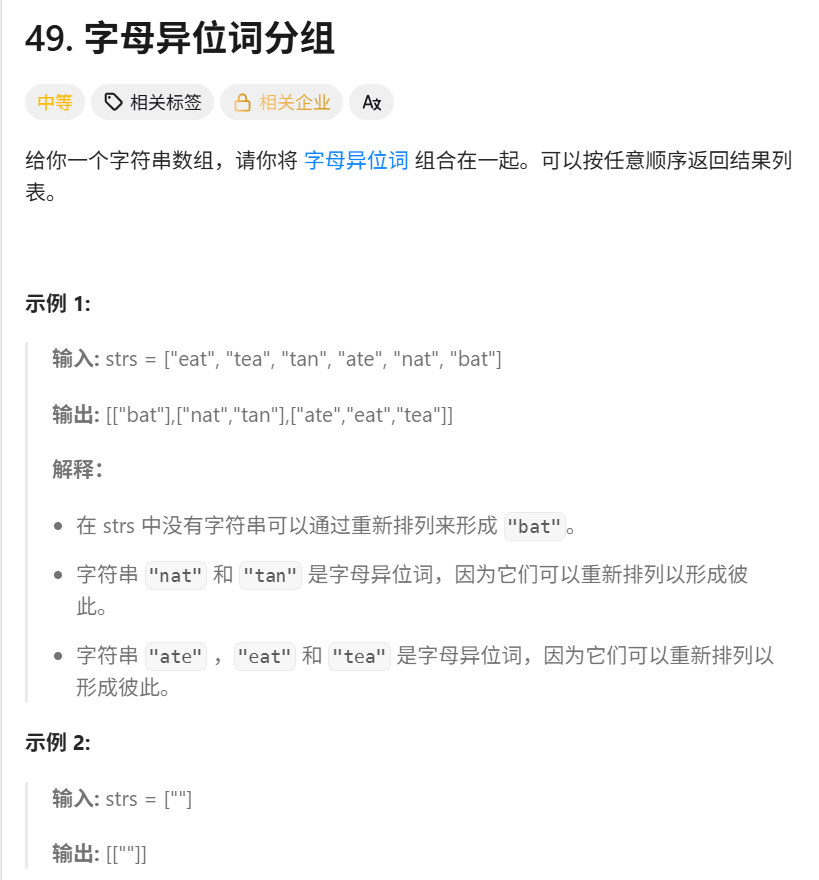 49. 字母异位词分组
中等 相关标签 相关企业 Ax
给你一个字符串数组，请你将 字母异位词 组合在一起。可以按任意顺序返回结果列
表。
示例 1:
输入: strs = ["eat", "tea", "tan", "ate", "nat", "bat"]
输出: [["bat"],["nat","tan"],["ate","eat","tea"]]
解释：
在 strs 中没有字符串可以通过重新排列来形成 "bat"。
字符串 "nat" 和 "tan" 是字母异位词，因为它们可以重新排列以形成彼
此。
字符串 "ate" ，"eat" 和 "tea" 是字母异位词，因为它们可以重新排列以
形成彼此。
示例 2:
输入: strs = [""]
输出: [[""]]